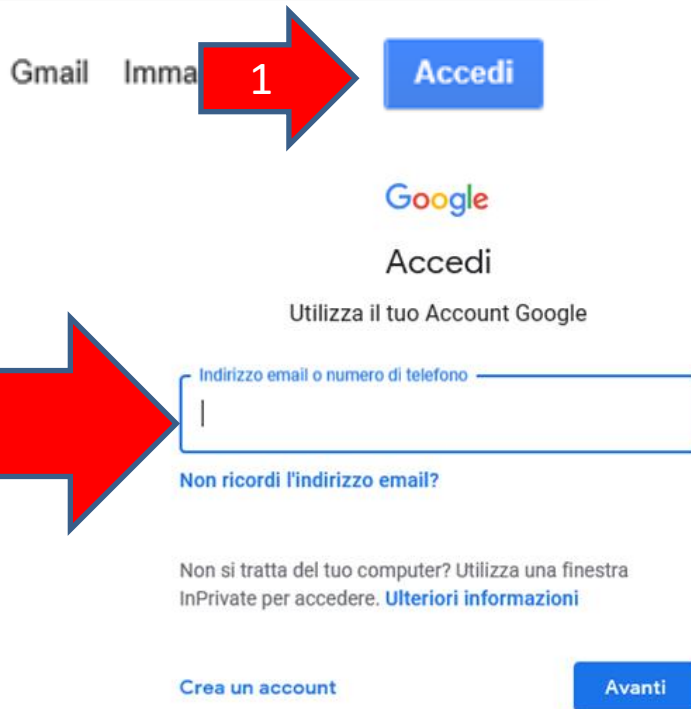 Gmail Imma 1 Accedi
Google
Accedi
Utilizza il tuo Account Google
Indirizzo email o numero di telefono
Non ricordi l'indirizzo email?
Non si tratta del tuo computer? Utilizza una finestra
InPrivate per accedere. Ulteriori informazioni
Crea un account Avanti